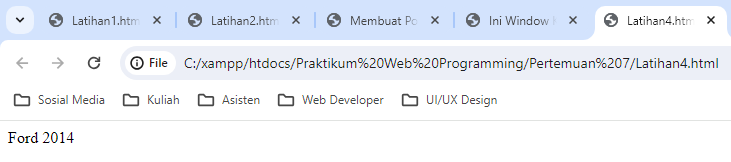 Latihan1.htm
Latihan2.htm
Membuat Po
Ini Window
Latihan4.htm
File
C:/xampp/htdocs/Praktikum%20Web%20Programming/Pertemuan%207/Latihan4.html
Sosial Media
Kuliah
Asisten
Web Developer
UI/UX Design
Ford 2014